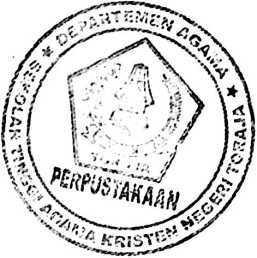 ★ DEPARTEMEN AGAMA ★
SEKOLAH TINGGI AGAMA KRISTEN NEGERI TORAJA
PERPUSTAKAAN